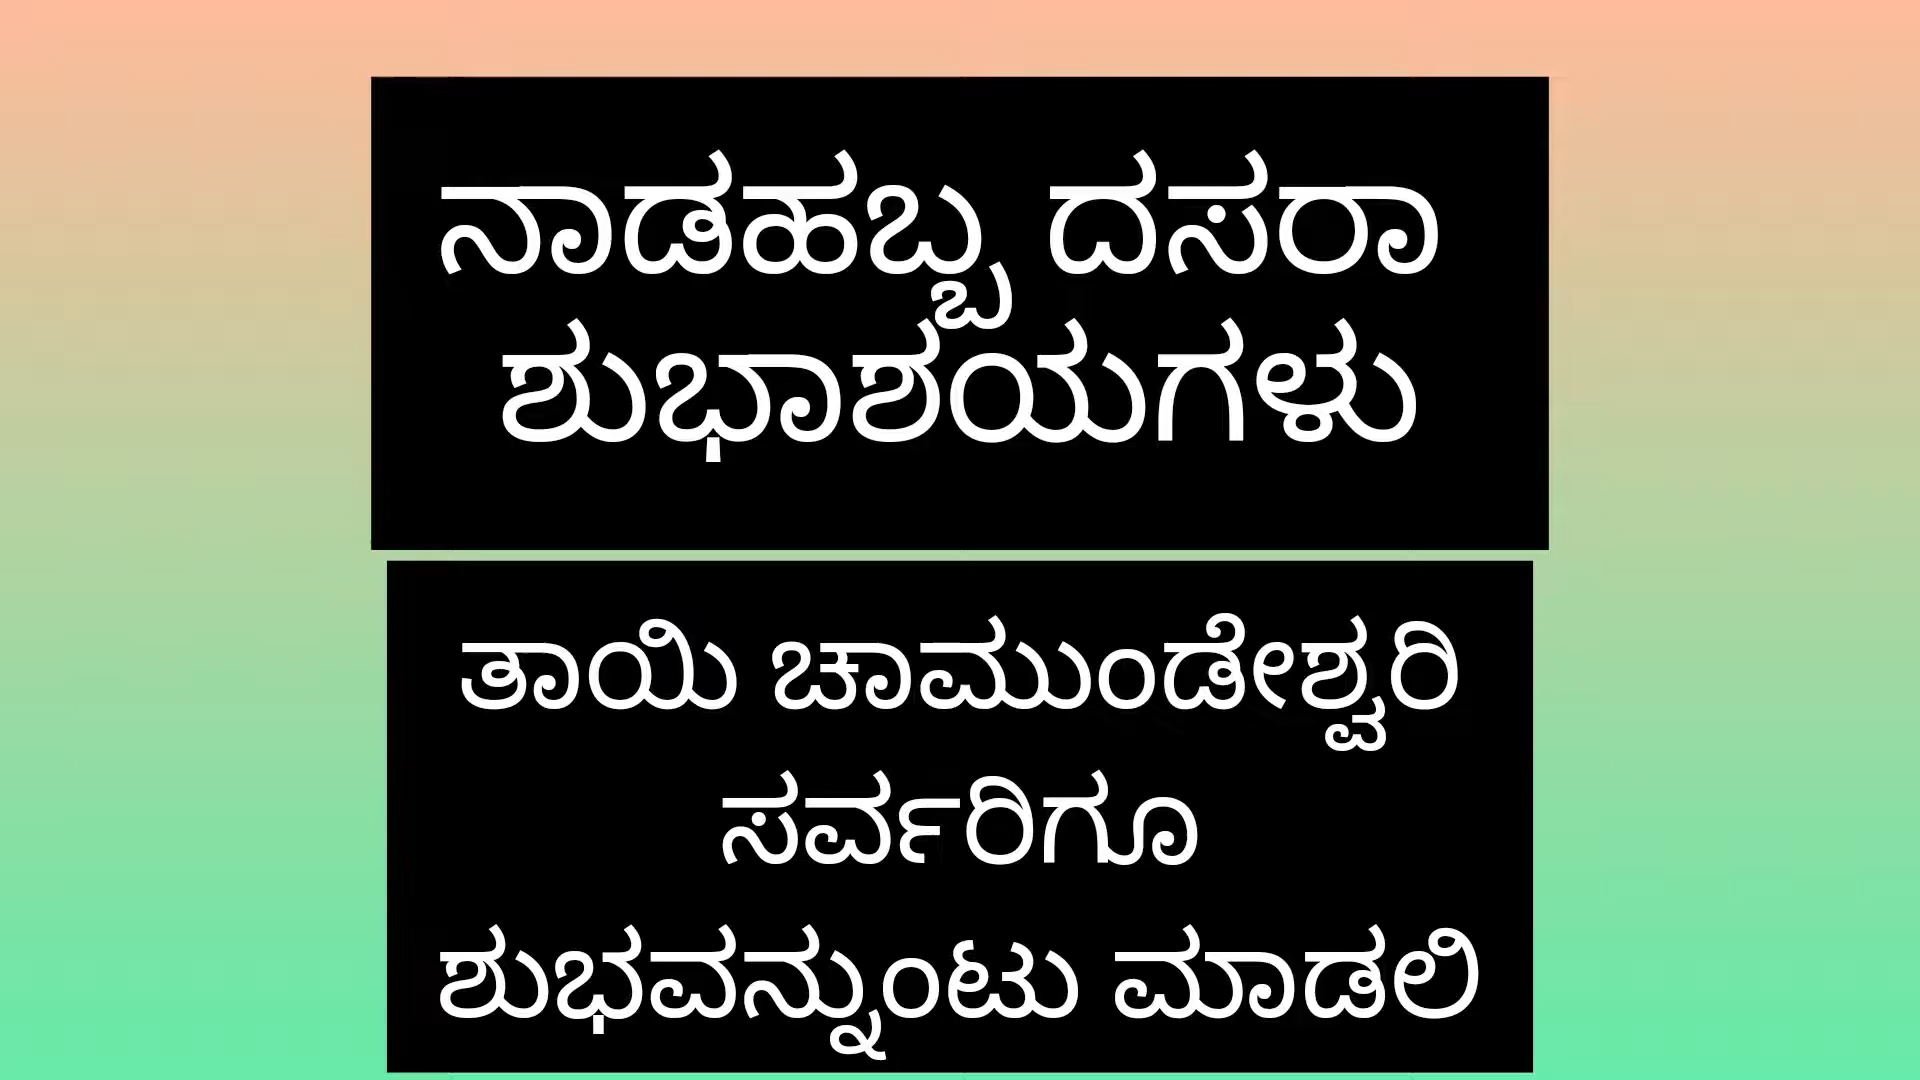 ನಾಡಹಬ್ಬ ದಸರಾ
ಶುಭಾಶಯಗಳು
ತಾಯಿ ಚಾಮುಂಡೇಶ್ವರಿ
ಸರ್ವರಿಗೂ
ಶುಭವನ್ನುಂಟು ಮಾಡಲಿ